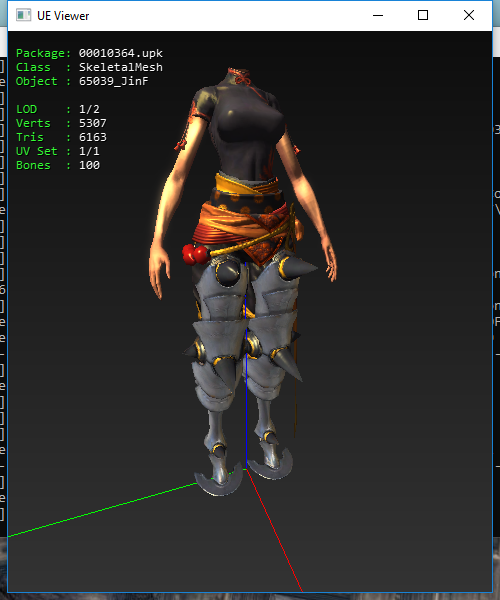 UE Viewer
Package: 00010364.upk
Class : SkeletalMesh
Object : 65039_JinF
LOD : 1/2
Verts : 5307
Tris : 6163
UV Set : 1/1
Bones : 100